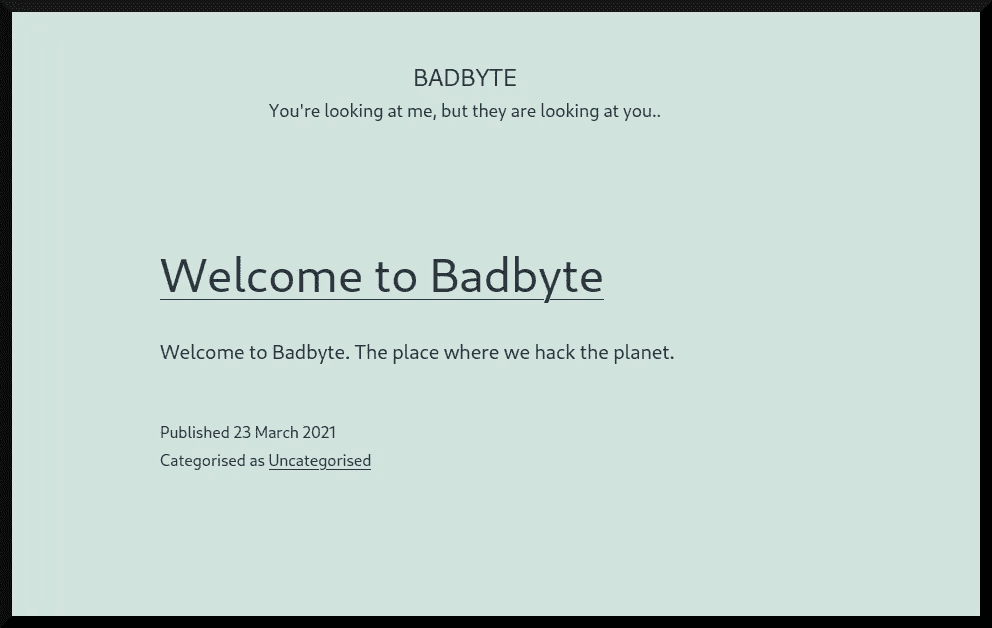 BADBYTE
You're looking at me, but they are looking at you..
Welcome to Badbyte
Welcome to Badbyte. The place where we hack the planet.
Published 23 March 2021
Categorised as Uncategorised